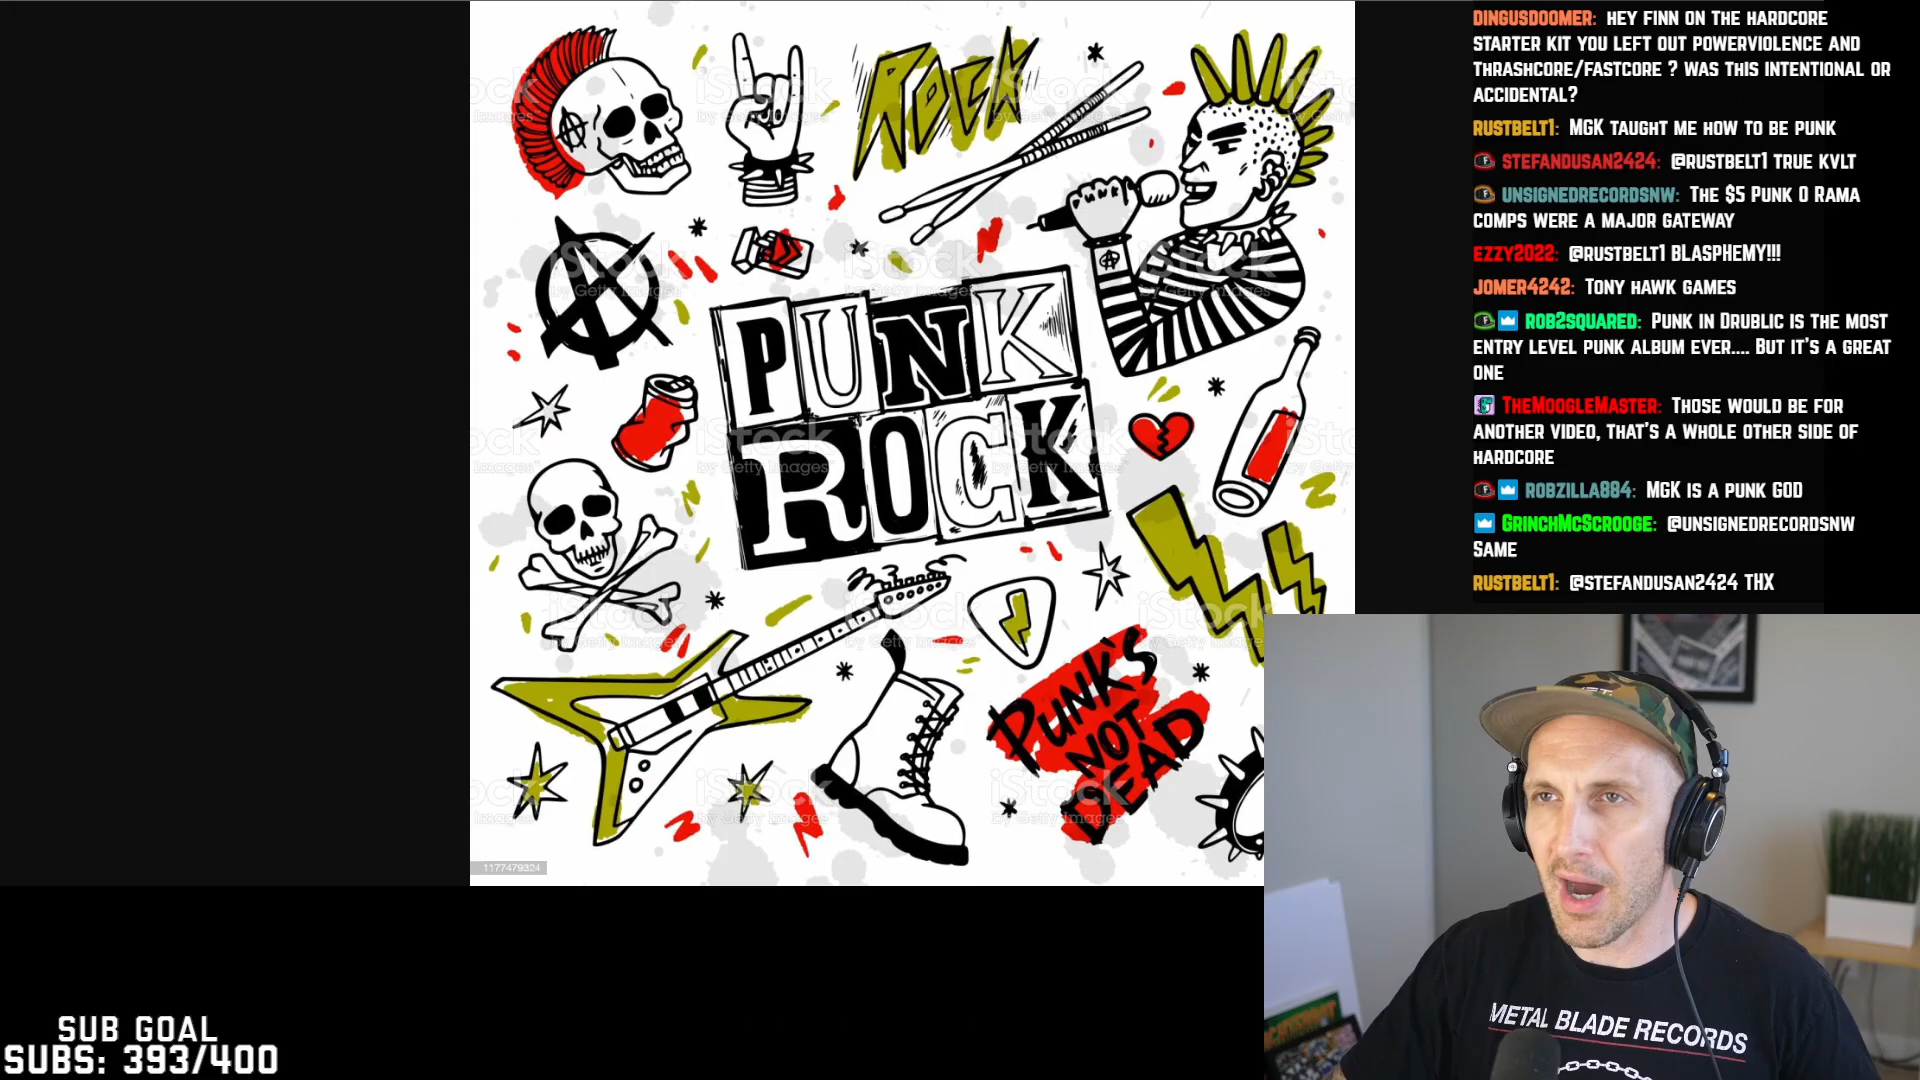 DINGUSDOOMER: HEY FINN ON THE HARDCORE
STARTER KIT YOU LEFT OUT POWERVIOLENCE AND
THRASHCORE/FASTCORE ? WAS THIS INTENTIONAL OR
ACCIDENTAL?
RUSTBELT1: MGK TAUGHT ME HOW TO BE PUNK
STEFANDUSAN2424: @RUSTBELT1 TRUE KVLT
UNSIGNEDRECORDSNW: THE $5 PUNK O RAMA
COMPS WERE A MAJOR GATEWAY
EZZY2022: @RUSTBELT1 BLASPHEMY!!!
JOMER4242: TONY HAWK GAMES
ROB2SQUARED: PUNK IN DRUBLIC IS THE MOST
ENTRY LEVEL PUNK ALBUM EVER.... BUT IT'S A GREAT
ONE
THEMOOGLEMASTER: THOSE WOULD BE FOR
ANOTHER VIDEO, THAT'S A WHOLE OTHER SIDE OF
HARDCORE
ROBZILLA884: MGK IS A PUNK GOD
GRINCHMCSCROOGE: @UNSIGNEDRECORDSNW
SAME
RUSTBELT1: @STEFANDUSAN2424 THX
ROCK
PUNK
PUNK
ROCK
PUNK'S
NOT
DEAD
iStock
by Getty Images
1177479324
METAL BLADE RECORDS
SUB GOAL
SUBS: 393/400